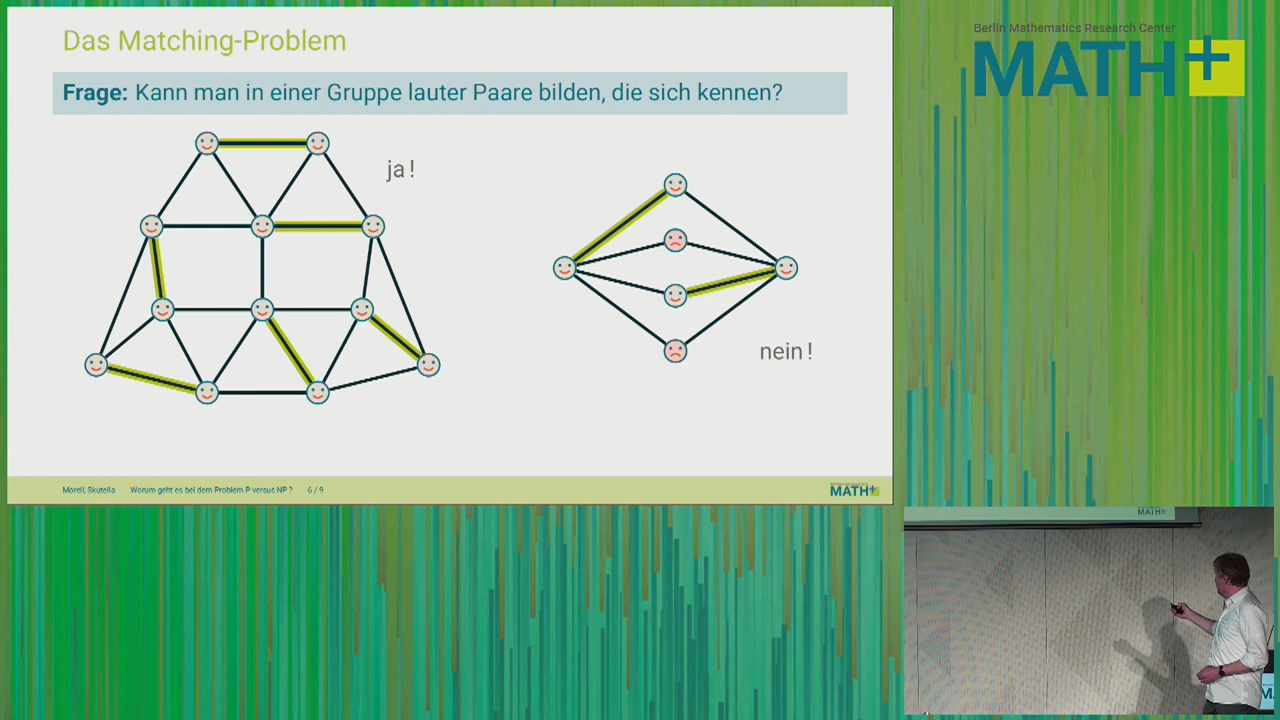 Das Matching-Problem
Frage: Kann man in einer Gruppe lauter Paare bilden, die sich kennen?
ja!
nein!
Morell, Skutella Worum geht es bei dem Problem P versus NP? 6 / 9
MATH+
Berlin Mathematics Research Center
MATH+
MATH+